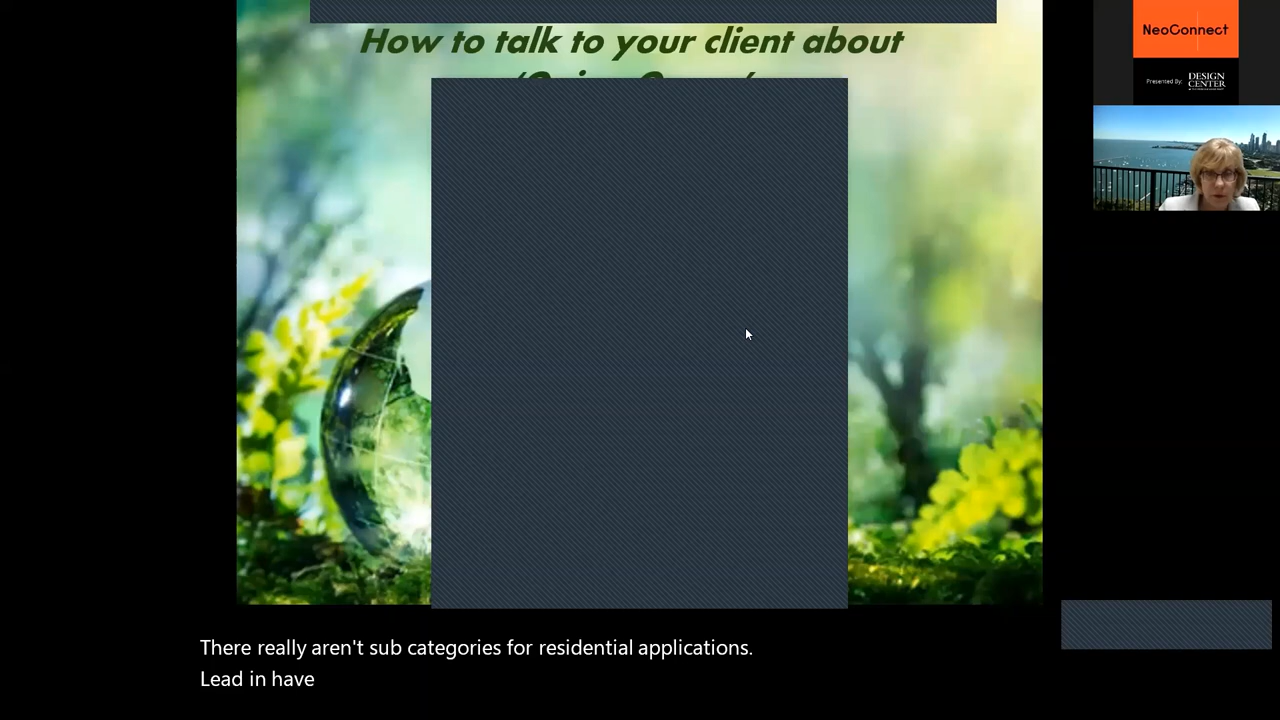 How to talk to your client about
NeoConnect
Presented By: DESIGN
CENTER
There really aren't sub categories for residential applications.
Lead in have